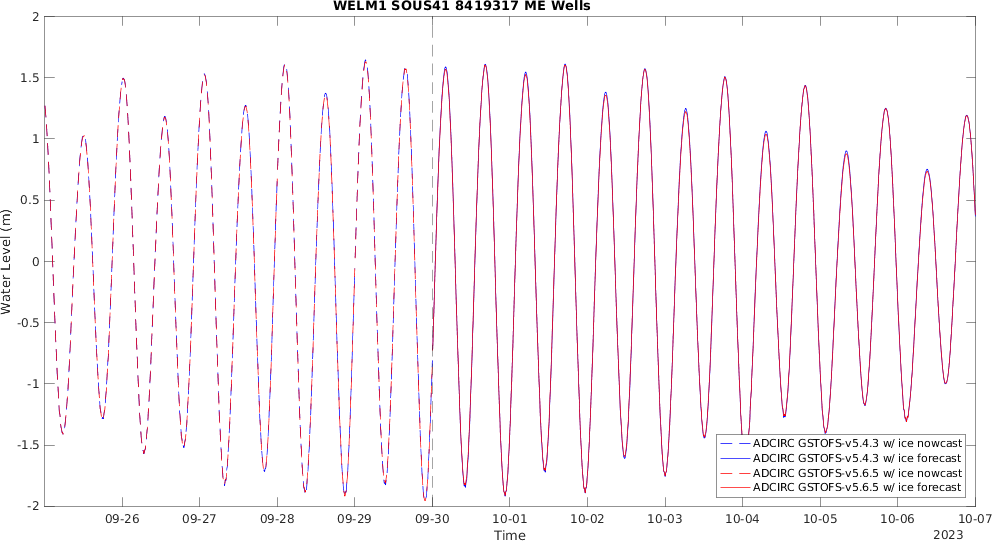 WELM1 SOUS41 8419317 ME Wells
2
1.5
1
0.5
0
-0.5
-1
-1.5
-2
Water Level (m)
ADCIRC GSTOFS-v5.4.3 w/ ice nowcast
ADCIRC GSTOFS-v5.4.3 w/ ice forecast
ADCIRC GSTOFS-v5.6.5 w/ ice nowcast
ADCIRC GSTOFS-v5.6.5 w/ ice forecast
09-26 09-27 09-28 09-29 09-30 10-01 10-02 10-03 10-04 10-05 10-06 10-07
Time
2023